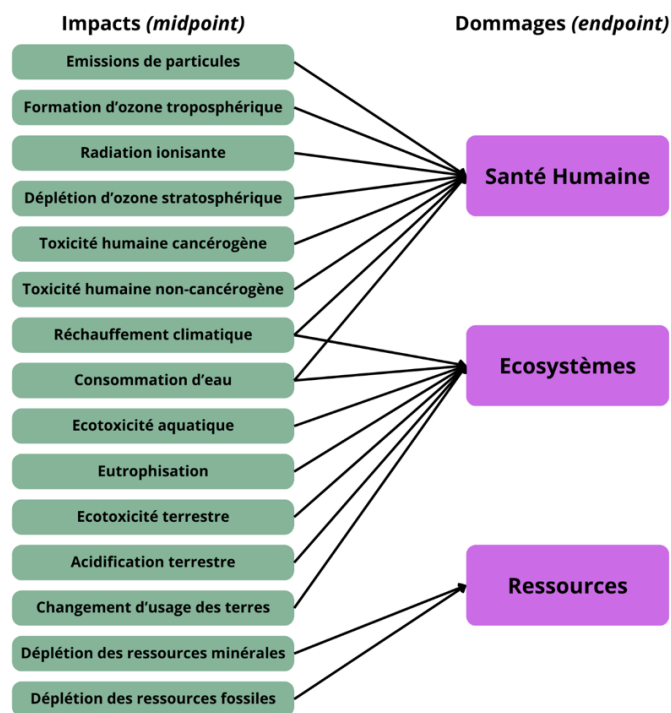 Impacts (midpoint)
Dommages (endpoint)
Emissions de particules
Formation d'ozone troposphérique
Radiation ionisante
Santé Humaine
Déplétion d'ozone stratosphérique
Toxicité humaine cancérogène
Toxicité humaine non-cancérogène
Réchauffement climatique
Ecosystèmes
Consommation d'eau
Ecotoxicité aquatique
Eutrophisation
Ecotoxicité terrestre
Acidification terrestre
Ressources
Changement d'usage des terres
Déplétion des ressources minérales
Déplétion des ressources fossiles